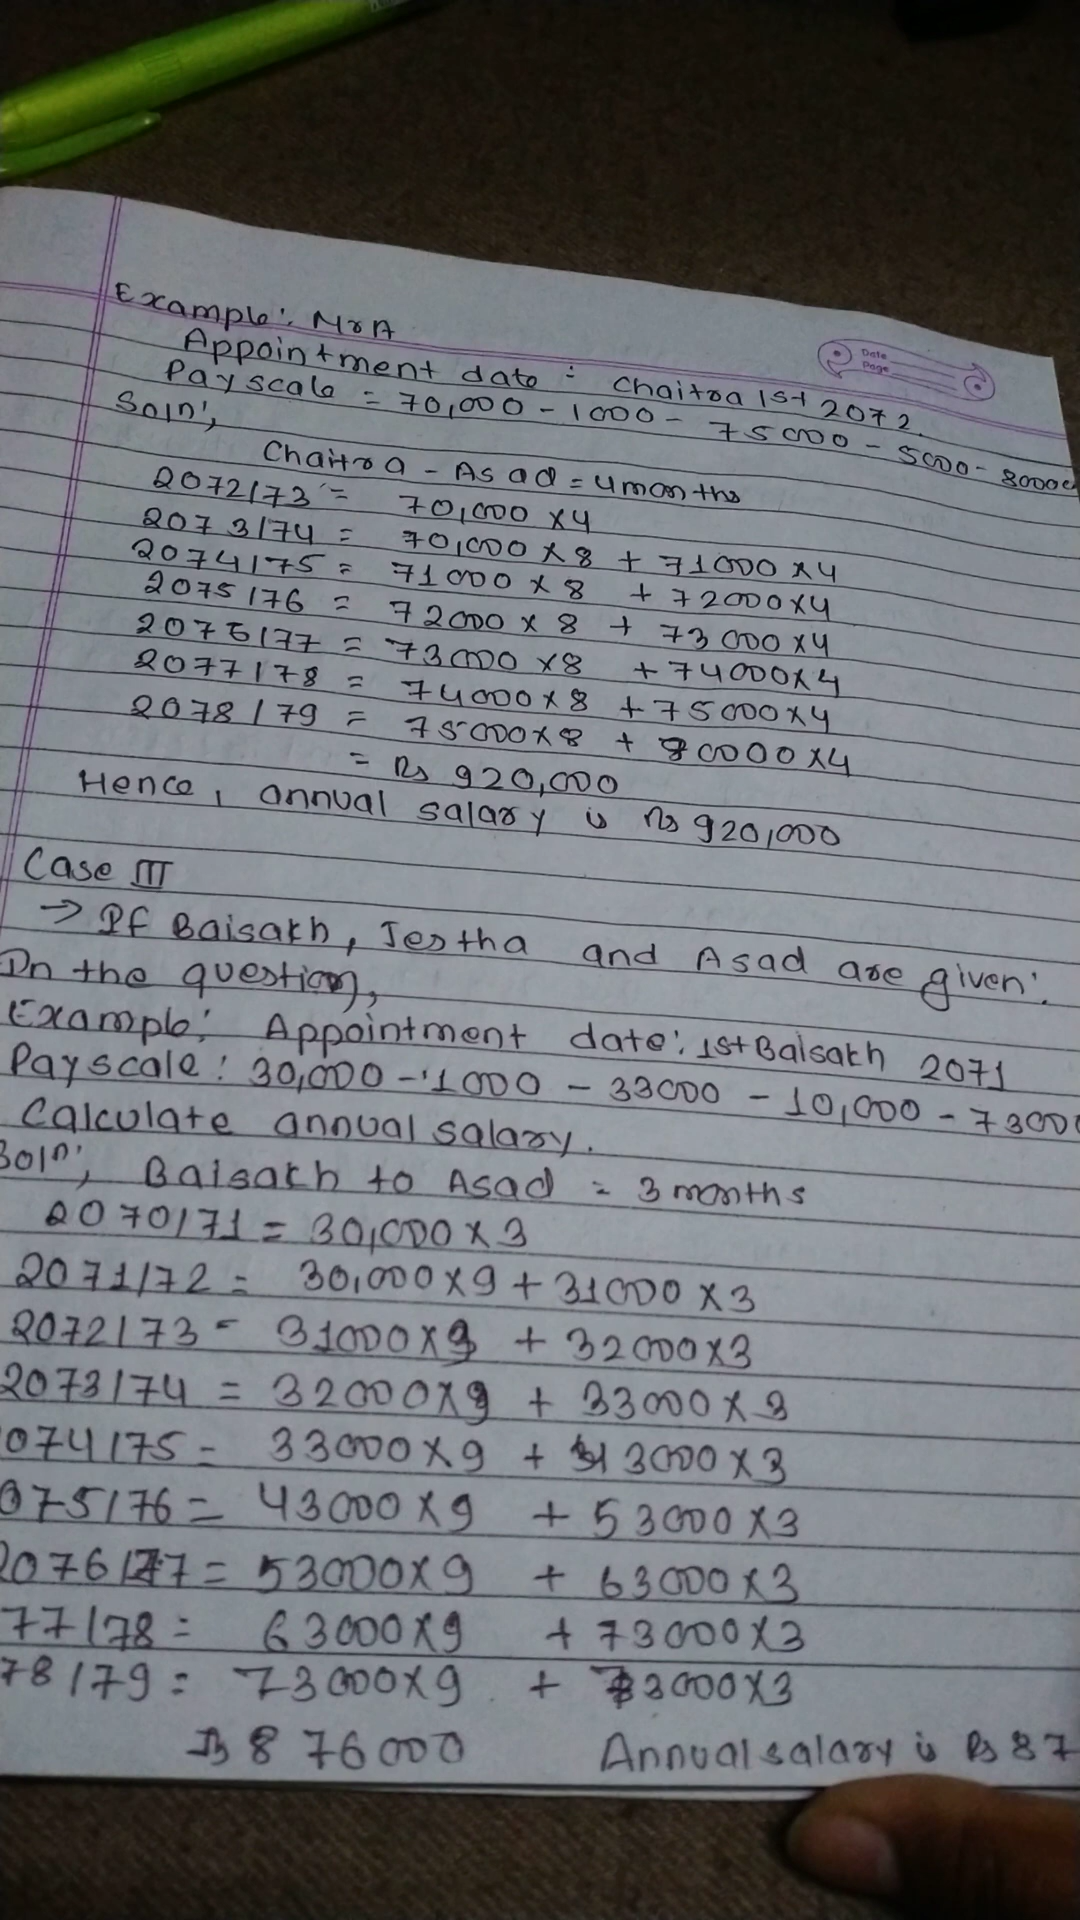 Example: Mr A
Date
Page
Appointment date : Chaitra 1st 2072.
Payscale = 70,000 - 1000 - 75000 - 5000 - 8000
Soln:,
Chaitra - Asad = 4 months
2072/73 = 70,000 x 4
2073/74 = 70,000 x 8 + 71000 x 4
2074/75 = 71000 x 8 + 72000 x 4
2075/76 = 72000 x 8 + 73000 x 4
2076/77 = 73000 x 8 + 74000 x 4
2077/78 = 74000 x 8 + 75000 x 4
2078/79 = 75000 x 8 + 80000 x 4
= Rs 920,000
Hence, annual salary is Rs 920,000
Case III
→ If Baisakh, Jestha and Asad are given:
In the question,
Example: Appointment date: 1st Baisakh 2071
Payscale: 30,000 - 1000 - 33000 - 10,000 - 7300
Calculate annual salary.
Soln:, Baisakh to Asad = 3 months
2070/71 = 30,000 x 3
2071/72 = 30,000 x 9 + 31000 x 3
2072/73 = 31000 x 9 + 32000 x 3
2073/74 = 32000 x 9 + 33000 x 3
074/75 = 33000 x 9 + 43000 x 3
075/76 = 43000 x 9 + 53000 x 3
2076/77 = 53000 x 9 + 63000 x 3
77/78 = 63000 x 9 + 73000 x 3
78/79 = 73000 x 9 + 73000 x 3
Rs 876000 Annual salary is Rs 87